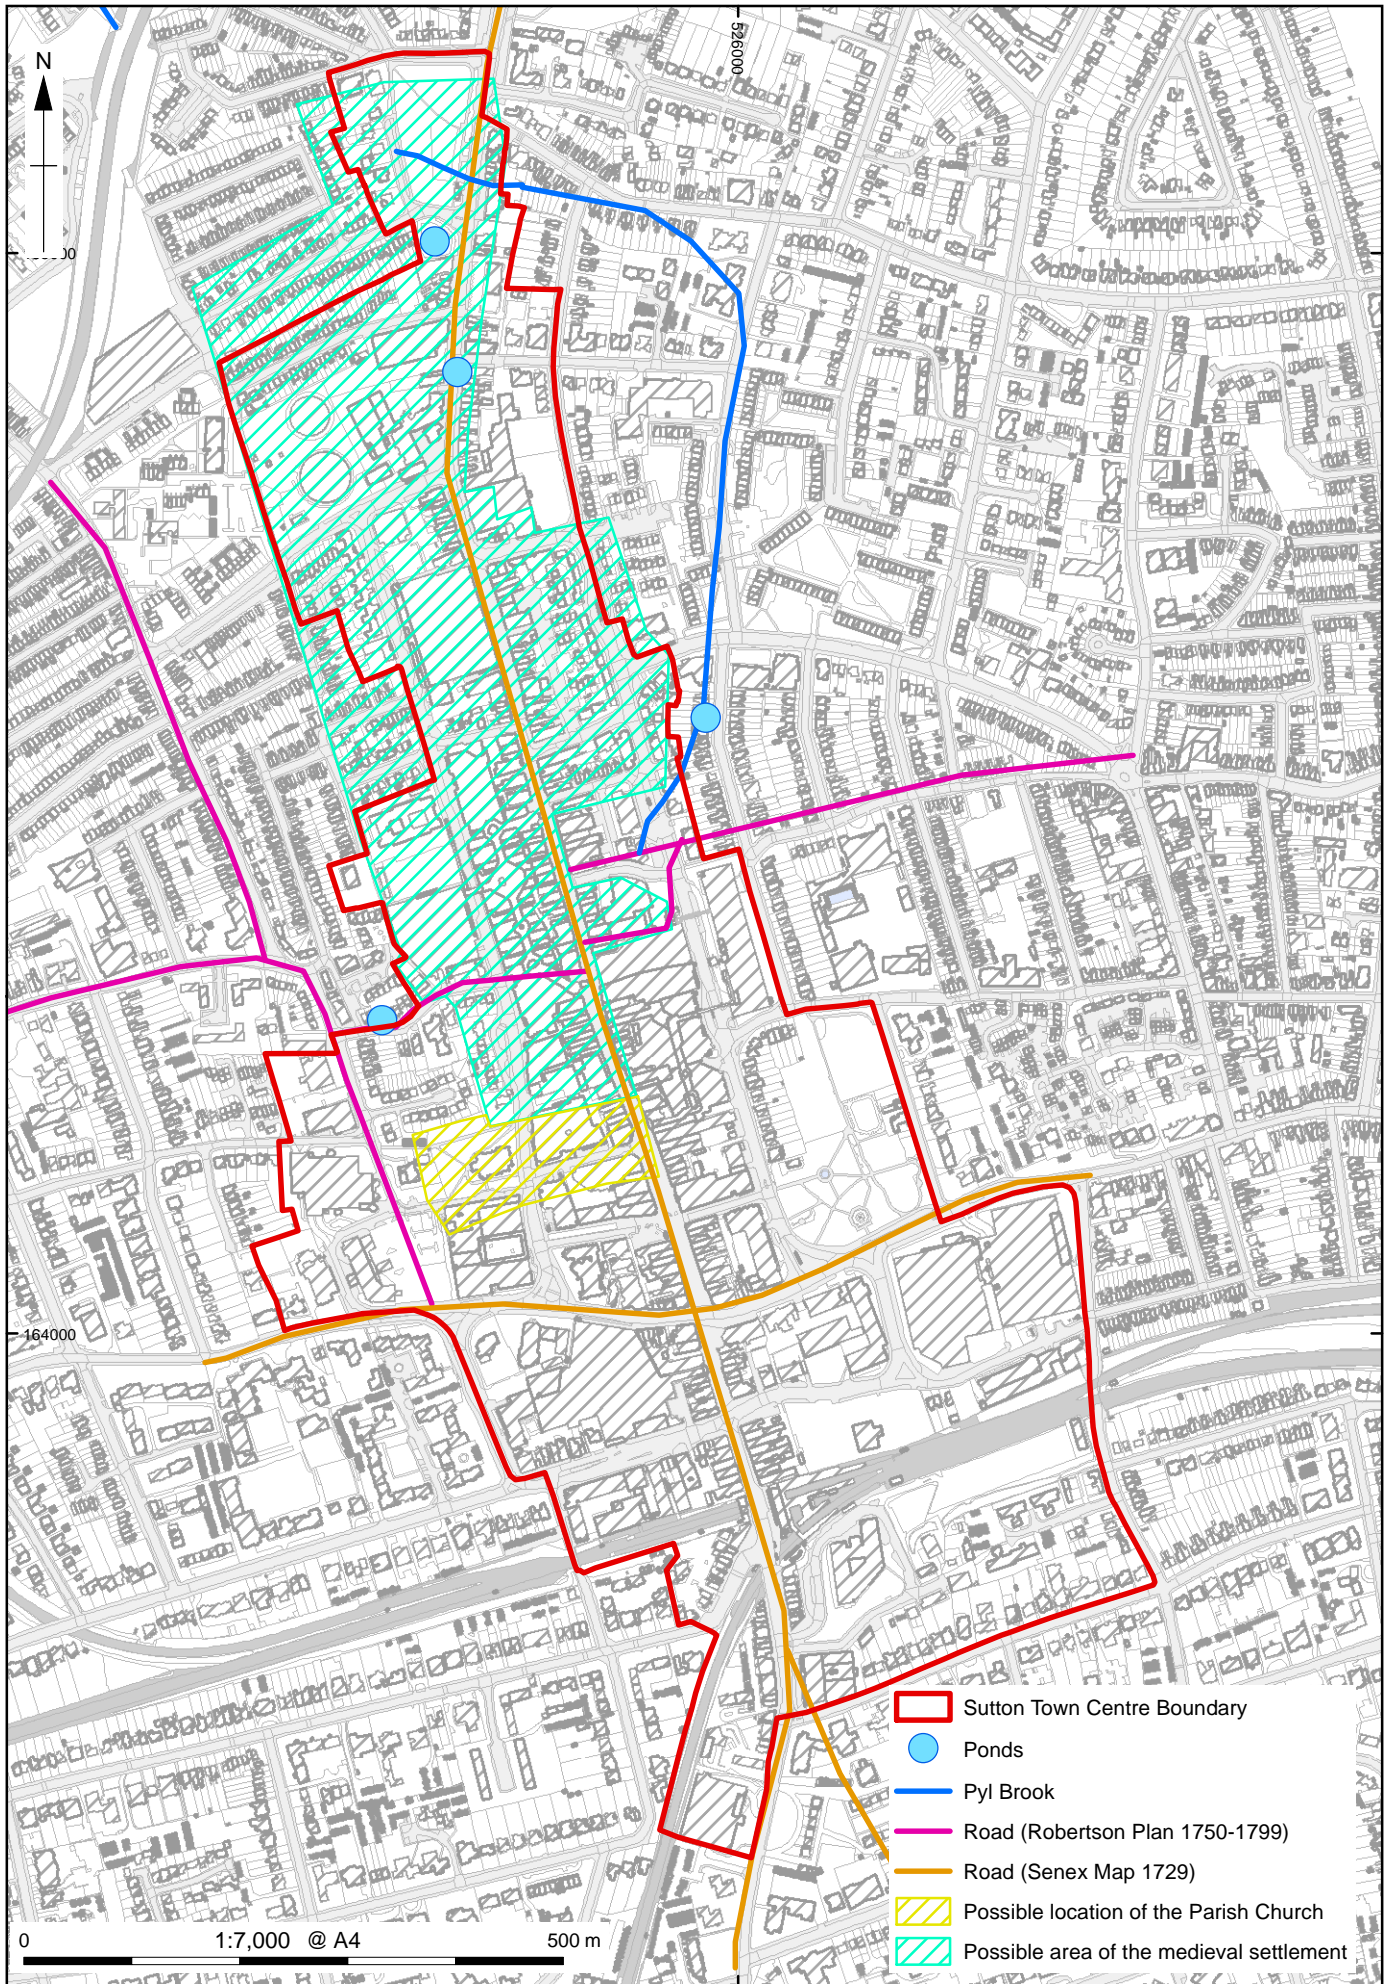 N
526000
164000
Sutton Town Centre Boundary
Ponds
Pyl Brook
Road (Robertson Plan 1750-1799)
Road (Senex Map 1729)
Possible location of the Parish Church
Possible area of the medieval settlement
0 1:7,000 @ A4 500 m